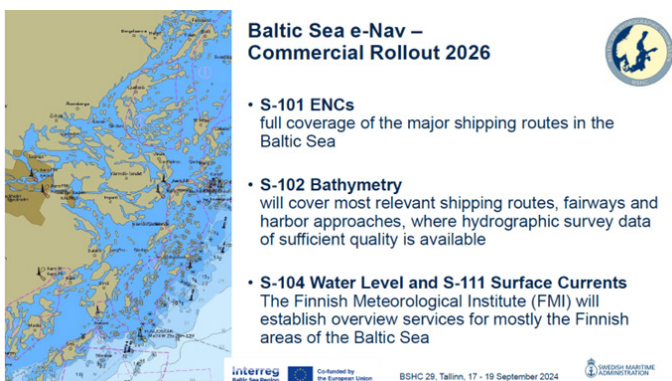 Baltic Sea e-Nav –
Commercial Rollout 2026
• S-101 ENCs
full coverage of the major shipping routes in the
Baltic Sea
• S-102 Bathymetry
will cover most relevant shipping routes, fairways and
harbor approaches, where hydrographic survey data
of sufficient quality is available
• S-104 Water Level and S-111 Surface Currents
The Finnish Meteorological Institute (FMI) will
establish overview services for mostly the Finnish
areas of the Baltic Sea
Interreg
Baltic Sea Region
Co-funded by
the European Union
BSHC 29, Tallinn, 17 - 19 September 2024
SWEDISH MARITIME
ADMINISTRATION